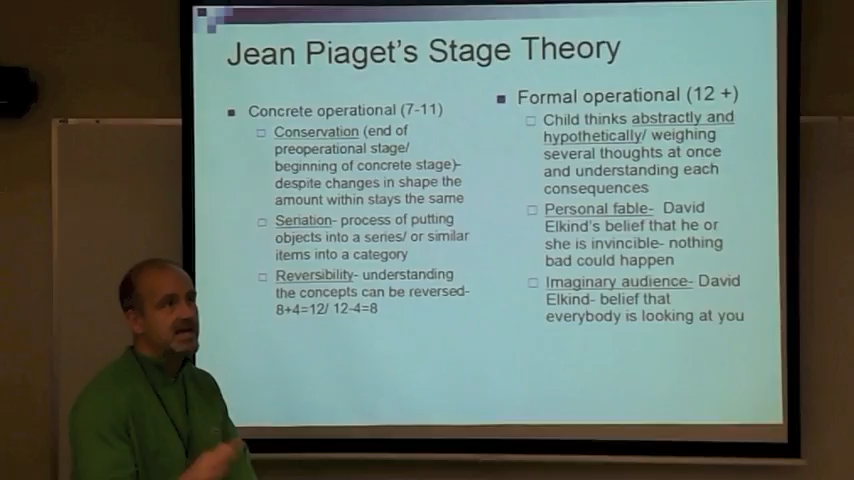 Jean Piaget's Stage Theory
Concrete operational (7-11)
Conservation (end of
preoperational stage/
beginning of concrete stage)-
despite changes in shape the
amount within stays the same
Seriation- process of putting
objects into a series/ or similar
items into a category
Reversibility- understanding
the concepts can be reversed-
8+4=12/ 12-4=8
Formal operational (12 +)
Child thinks abstractly and
hypothetically/ weighing
several thoughts at once
and understanding each
consequences
Personal fable- David
Elkind's belief that he or
she is invincible- nothing
bad could happen
Imaginary audience- David
Elkind- belief that
everybody is looking at you